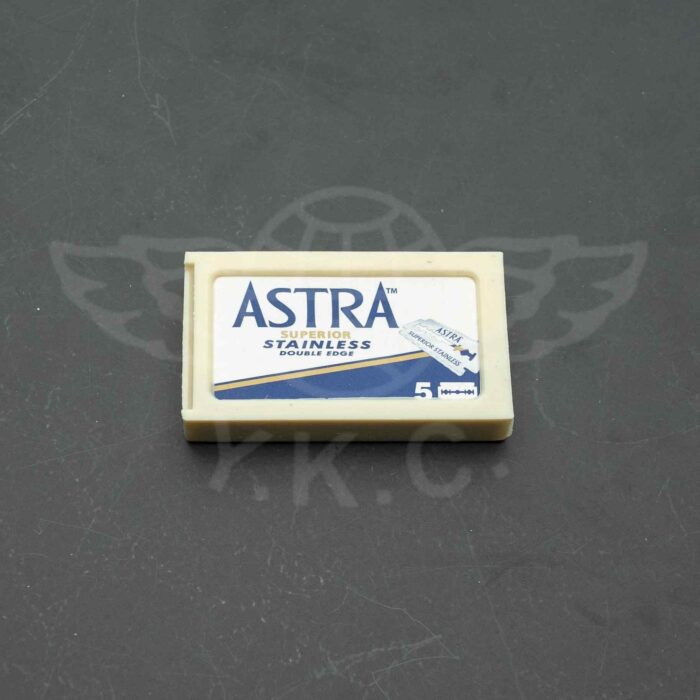 ASTRA™
SUPERIOR
STAINLESS
DOUBLE EDGE
ASTRA
SUPERIOR STAINLESS
5
Y.K.C.